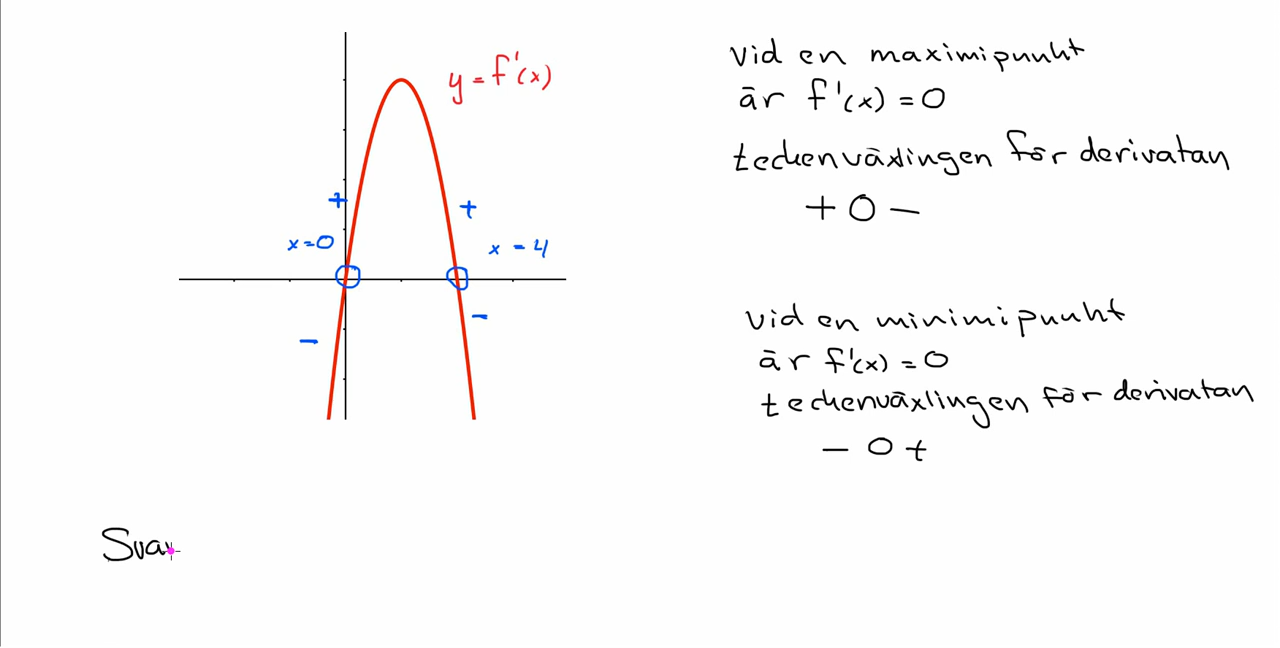 y = f'(x)
+
+
x=0
x = 4
-
-
vid en maximipunkt
är f'(x) = 0
teckenväxlingen för derivatan
+ 0 -
vid en minimipunkt
är f'(x) = 0
teckenväxlingen för derivatan
- 0 +
Svar